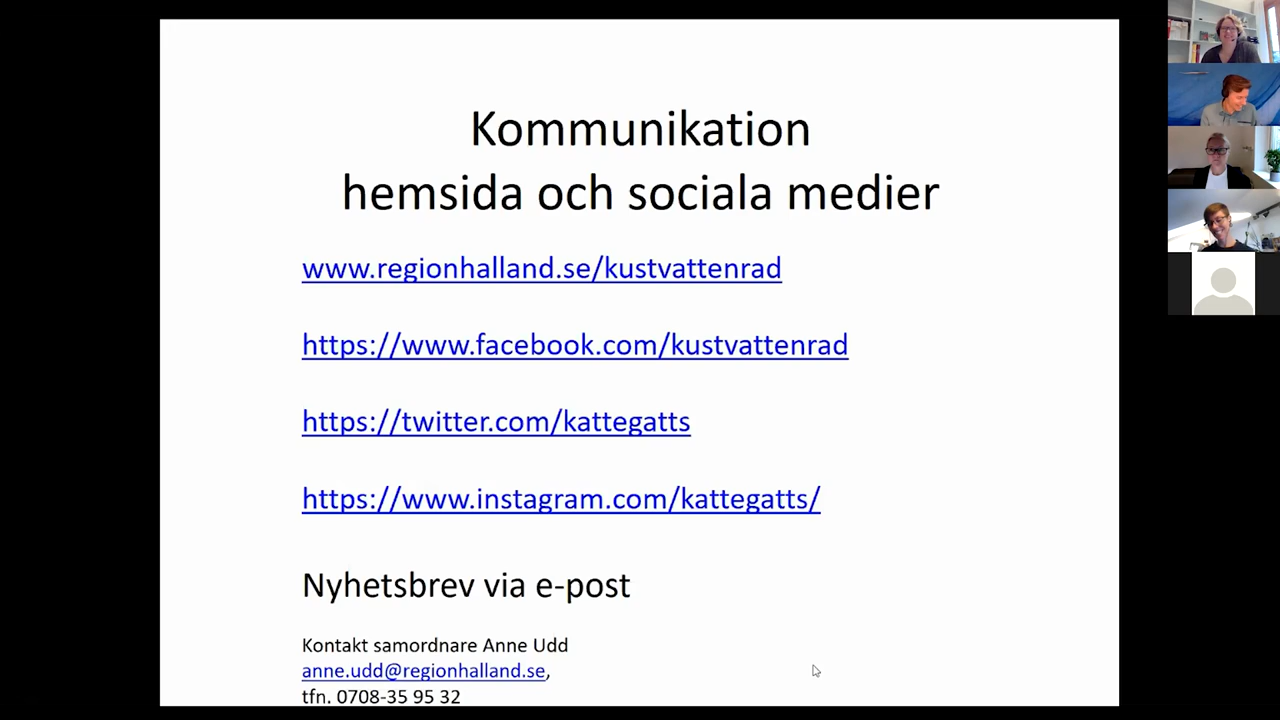 Kommunikation
hemsida och sociala medier
www.regionhalland.se/kustvattenrad
https://www.facebook.com/kustvattenrad
https://twitter.com/kattegatts
https://www.instagram.com/kattegatts/
Nyhetsbrev via e-post
Kontakt samordnare Anne Udd
anne.udd@regionhalland.se,
tfn. 0708-35 95 32